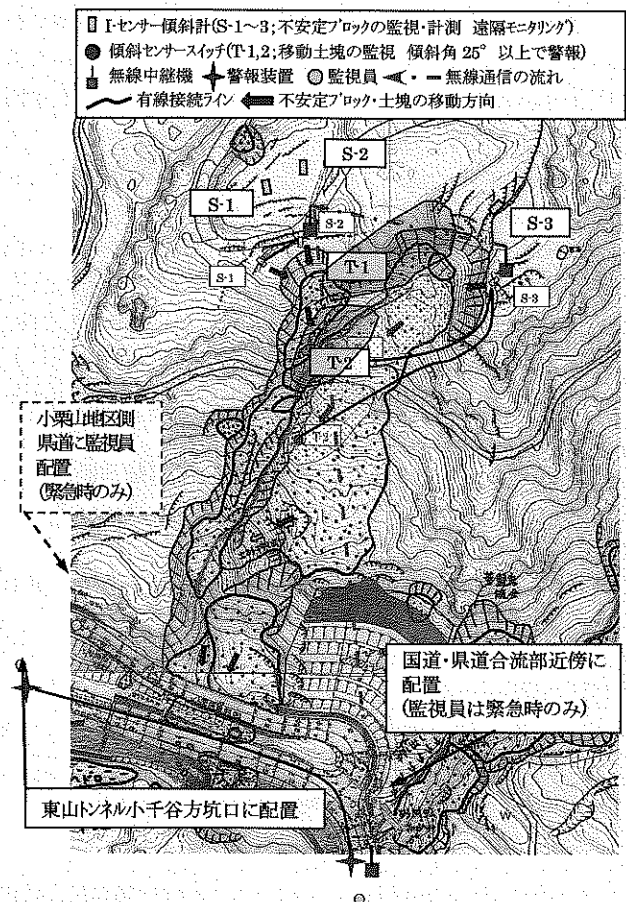 I-センサー傾斜計(S-1~3;不安定ブロックの監視・計測 遠隔モニタリング)
傾斜センサースイッチ(T-1,2;移動土塊の監視 傾斜角25°以上で警報)
無線中継機 警報装置 監視員 無線通信の流れ
有線接続ライン 不安定ブロック・土塊の移動方向
S-2
S-1
S-3
S-2
S-1
T-1
S-3
T-2
T-2
小栗山地区側
県道に監視員
配置
(緊急時のみ)
国道・県道合流部近傍に
配置
(監視員は緊急時のみ)
東山トンネル小千谷方坑口に配置
W